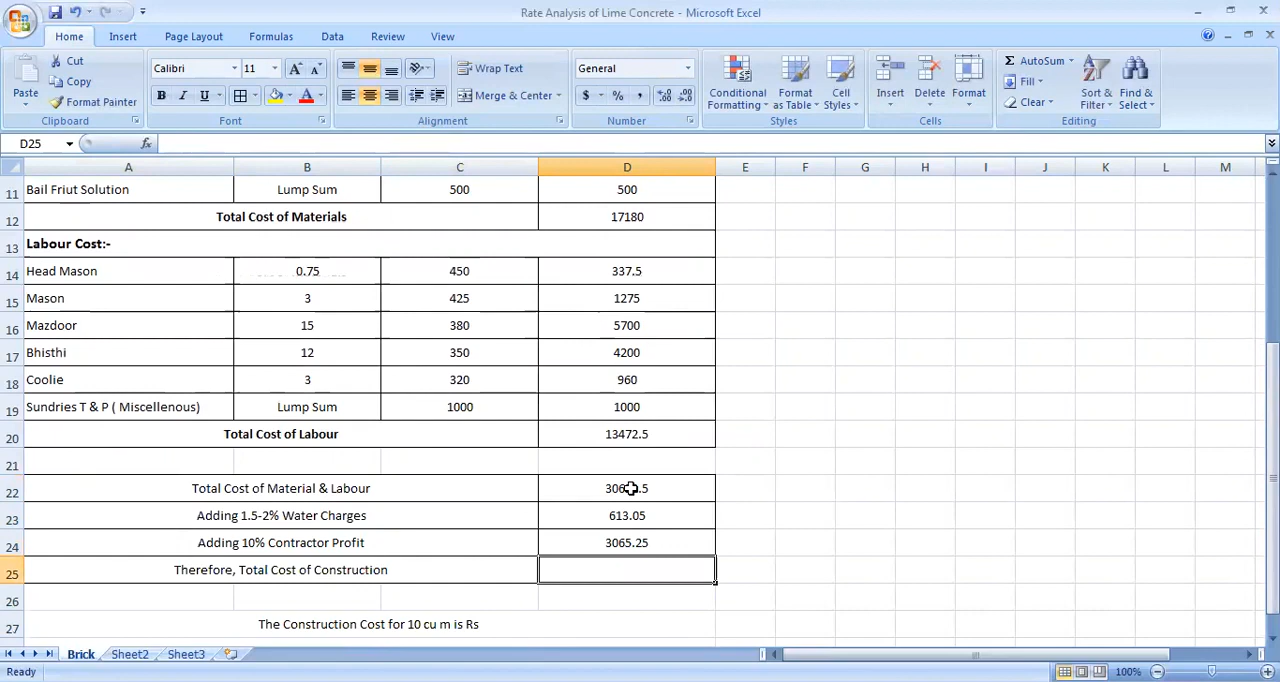 Rate Analysis of Lime Concrete - Microsoft Excel
Home Insert Page Layout Formulas Data Review View
Paste Cut Copy Format Painter Clipboard
Calibri 11 B I U A Font
Wrap Text Merge & Center Alignment
General $ % , Number
Conditional Formatting Format as Table Cell Styles Styles
Insert Delete Format Cells
Σ AutoSum Fill Clear Sort & Filter Find & Select Editing
D25 fx
A B C D E F G H I J K L M
11 Bail Friut Solution Lump Sum 500 500
12 Total Cost of Materials 17180
13 Labour Cost:-
14 Head Mason 0.75 450 337.5
15 Mason 3 425 1275
16 Mazdoor 15 380 5700
17 Bhisthi 12 350 4200
18 Coolie 3 320 960
19 Sundries T & P ( Miscellenous) Lump Sum 1000 1000
20 Total Cost of Labour 13472.5
21
22 Total Cost of Material & Labour
23 Adding 1.5-2% Water Charges 613.05
24 Adding 10% Contractor Profit 3065.25
25 Therefore, Total Cost of Construction
26
27 The Construction Cost for 10 cu m is Rs
Brick Sheet2 Sheet3
Ready 100%